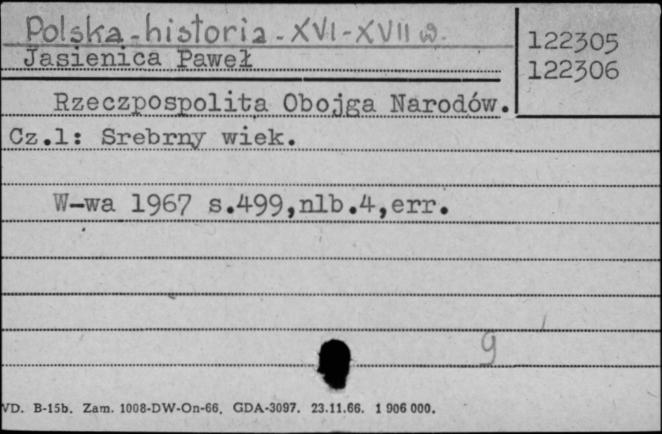 Polska-historia-XVI-XVII w.
Jasienica Paweł
122305
122306
Rzeczpospolita Obojga Narodów.
Cz.1: Srebrny wiek.
W-wa 1967 s.499,nlb.4,err.
9
VD. B-15b. Zam. 1008-DW-On-66. GDA-3097. 23.11.66. 1 906 000.